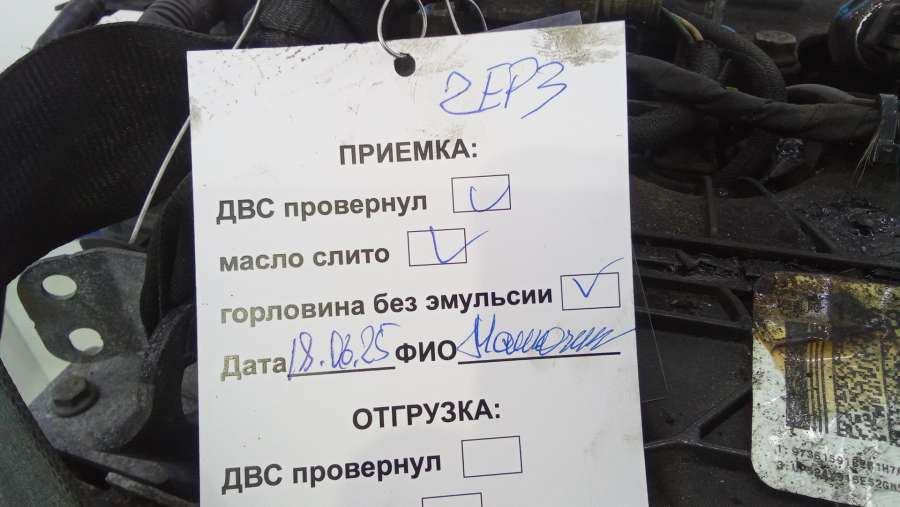 2EP3
ПРИЕМКА:
ДВС провернул
масло слито
горловина без эмульсии
Дата 18.06.25 ФИО
ОТГРУЗКА:
ДВС провернул